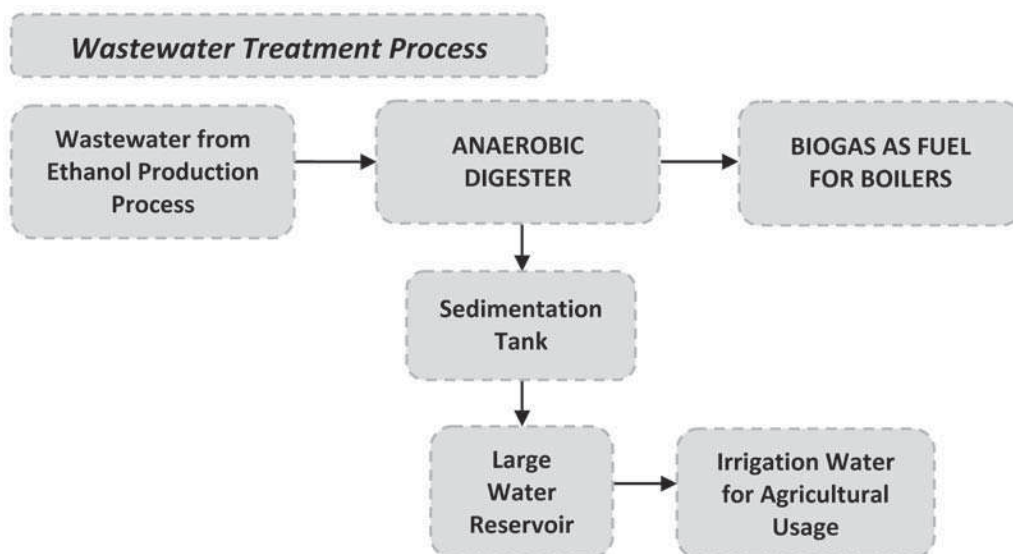 Wastewater Treatment Process
Wastewater from
Ethanol Production
Process
ANAEROBIC
DIGESTER
BIOGAS AS FUEL
FOR BOILERS
Sedimentation
Tank
Large
Water
Reservoir
Irrigation Water
for Agricultural
Usage